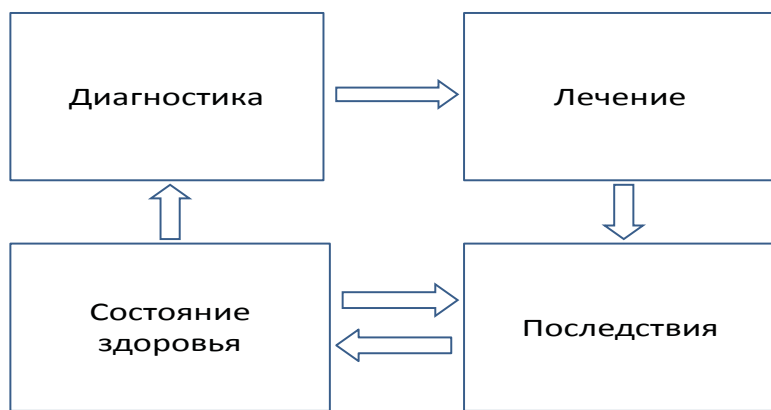 Диагностика
Лечение
Состояние
здоровья
Последствия